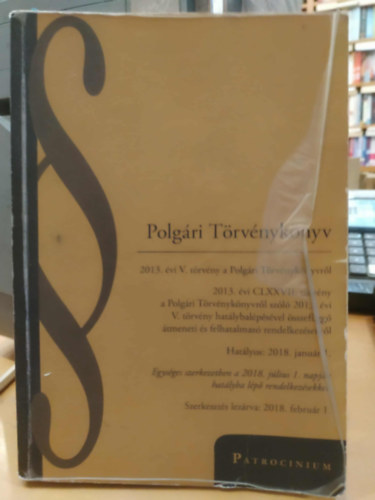 §
Polgári Törvénykönyv
2013. évi V. törvény a Polgári Törvénykönyvről
2013. évi CLXXVII. törvény
a Polgári Törvénykönyvről szóló 2013. évi
V. törvény hatálybalépésével összefüggő
átmeneti és felhatalmazó rendelkezésekről
Hatályos: 2018. január 1.
Egységes szerkezetben a 2018. július 1. napján
hatályba lépő rendelkezésekkel
Szerkesztés lezárva: 2018. február 1
PATROCINIUM